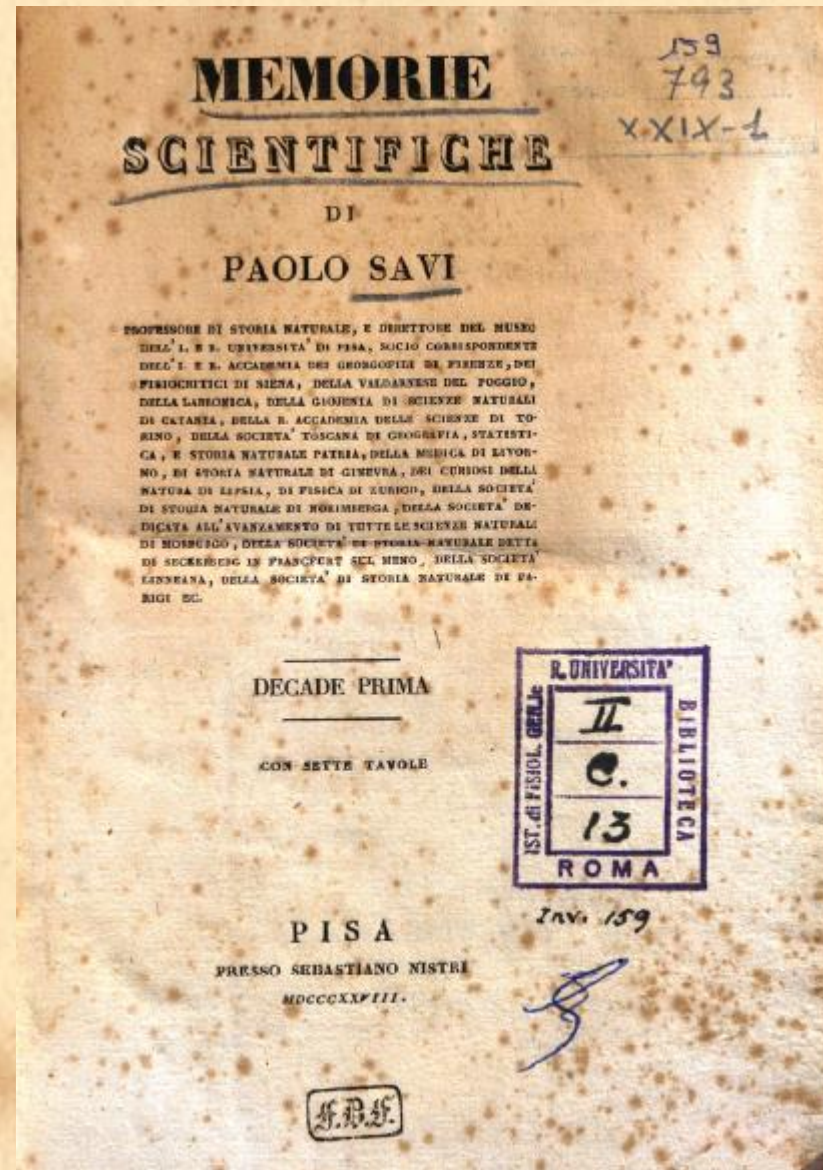 MEMORIE
SCIENTIFICHE
DI
PAOLO SAVI
PROFESSORE DI STORIA NATURALE, E DIRETTORE DEL MUSEO
DELL' I. E R. UNIVERSITA' DI PISA, SOCIO CORRISPONDENTE
DELL' I. E R. ACCADEMIA DEI GEORGOFILI DI FIRENZE, DEI
FISIOCRITICI DI SIENA, DELLA VALDARNESE DEL POGGIO,
DELLA LABRONICA, DELLA GIOJENIA DI SCIENZE NATURALI
DI CATANIA, DELLA R. ACCADEMIA DELLE SCIENZE DI TO-
RINO, DELLA SOCIETA' TOSCANA DI GEOGRAFIA, STATISTI-
CA, E STORIA NATURALE PATRIA, DELLA MEDICA DI LIVOR-
NO, DI STORIA NATURALE DI GINEVRA, DEI CURIOSI DELLA
NATURA DI LIPSIA, DI FISICA DI ZURIGO, DELLA SOCIETA'
DI STORIA NATURALE DI NORIMBERGA, DELLA SOCIETA' DE-
DICATA ALL'AVANZAMENTO DI TUTTE LE SCIENZE NATURALI
DI , DELLA SOCIETA' DI STORIA NATURALE DETTA
DI IN FRANCFORT SUL MENO, DELLA SOCIETA'
LINNEANA, DELLA SOCIETA' DI STORIA NATURALE DI PA-
RIGI EC.
DECADE PRIMA
CON SETTE TAVOLE
PISA
PRESSO SEBASTIANO NISTRI
MDCCCXXVIII.
F.B.F.
159
793
XXIX-1
R. UNIVERSITA'
IST. di FISIOL. GEN.le
BIBLIOTECA
II
C.
13
ROMA
Inv. 159